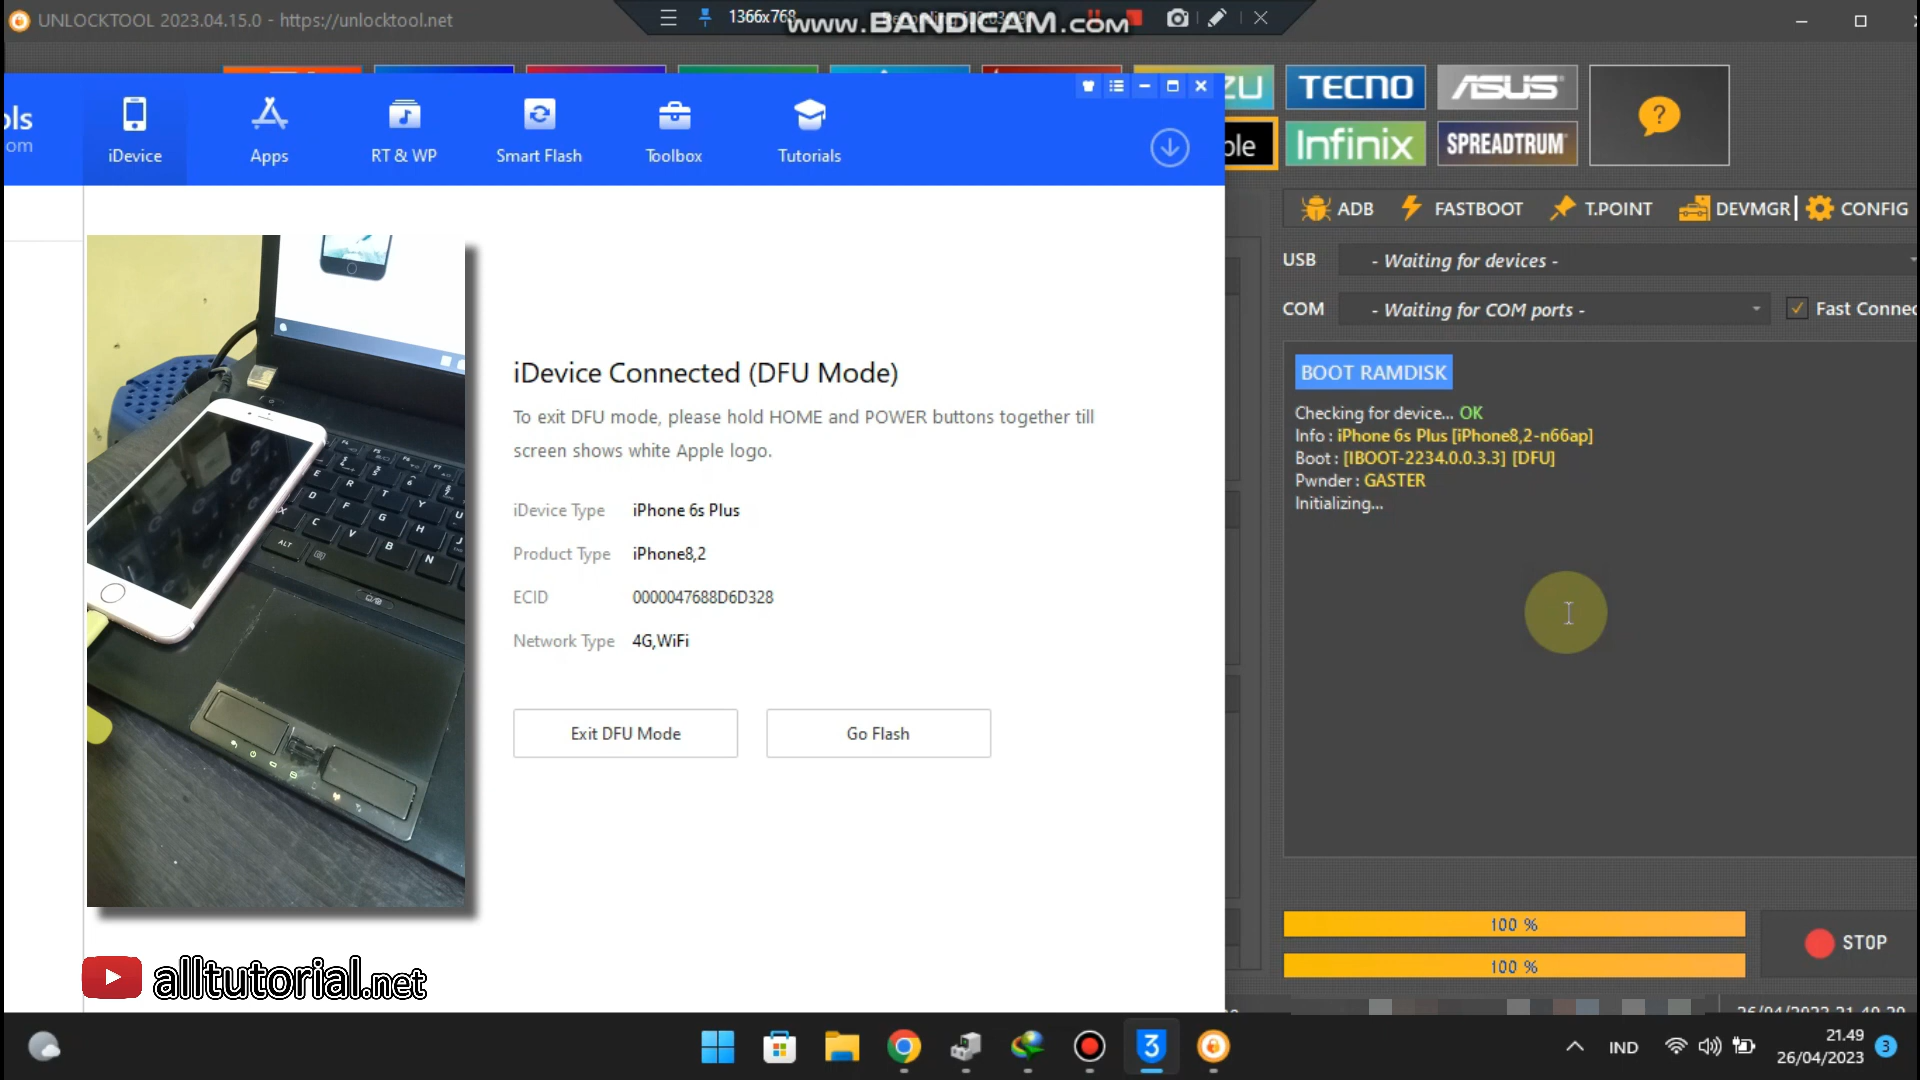 UNLOCKTOOL 2023.04.15.0 - https://unlocktool.net
1366x768
www.BANDICAM.com
ols
om
iDevice
Apps
RT & WP
Smart Flash
Toolbox
Tutorials
ZU
TECNO
ASUS
?
ple
Infinix
SPREADTRUM
ADB
FASTBOOT
T.POINT
DEVMGR
CONFIG
USB
- Waiting for devices -
COM
- Waiting for COM ports -
Fast Connec
BOOT RAMDISK
Checking for device... OK
Info : iPhone 6s Plus [iPhone8,2-n66ap]
Boot : [IBOOT-2234.0.0.3.3] [DFU]
Pwnder : GASTER
Initializing...
iDevice Connected (DFU Mode)
To exit DFU mode, please hold HOME and POWER buttons together till
screen shows white Apple logo.
iDevice Type iPhone 6s Plus
Product Type iPhone8,2
ECID 0000047688D6D328
Network Type 4G,WiFi
Exit DFU Mode
Go Flash
100 %
100 %
STOP
alltutorial.net
3
IND
21.49
26/04/2023
3